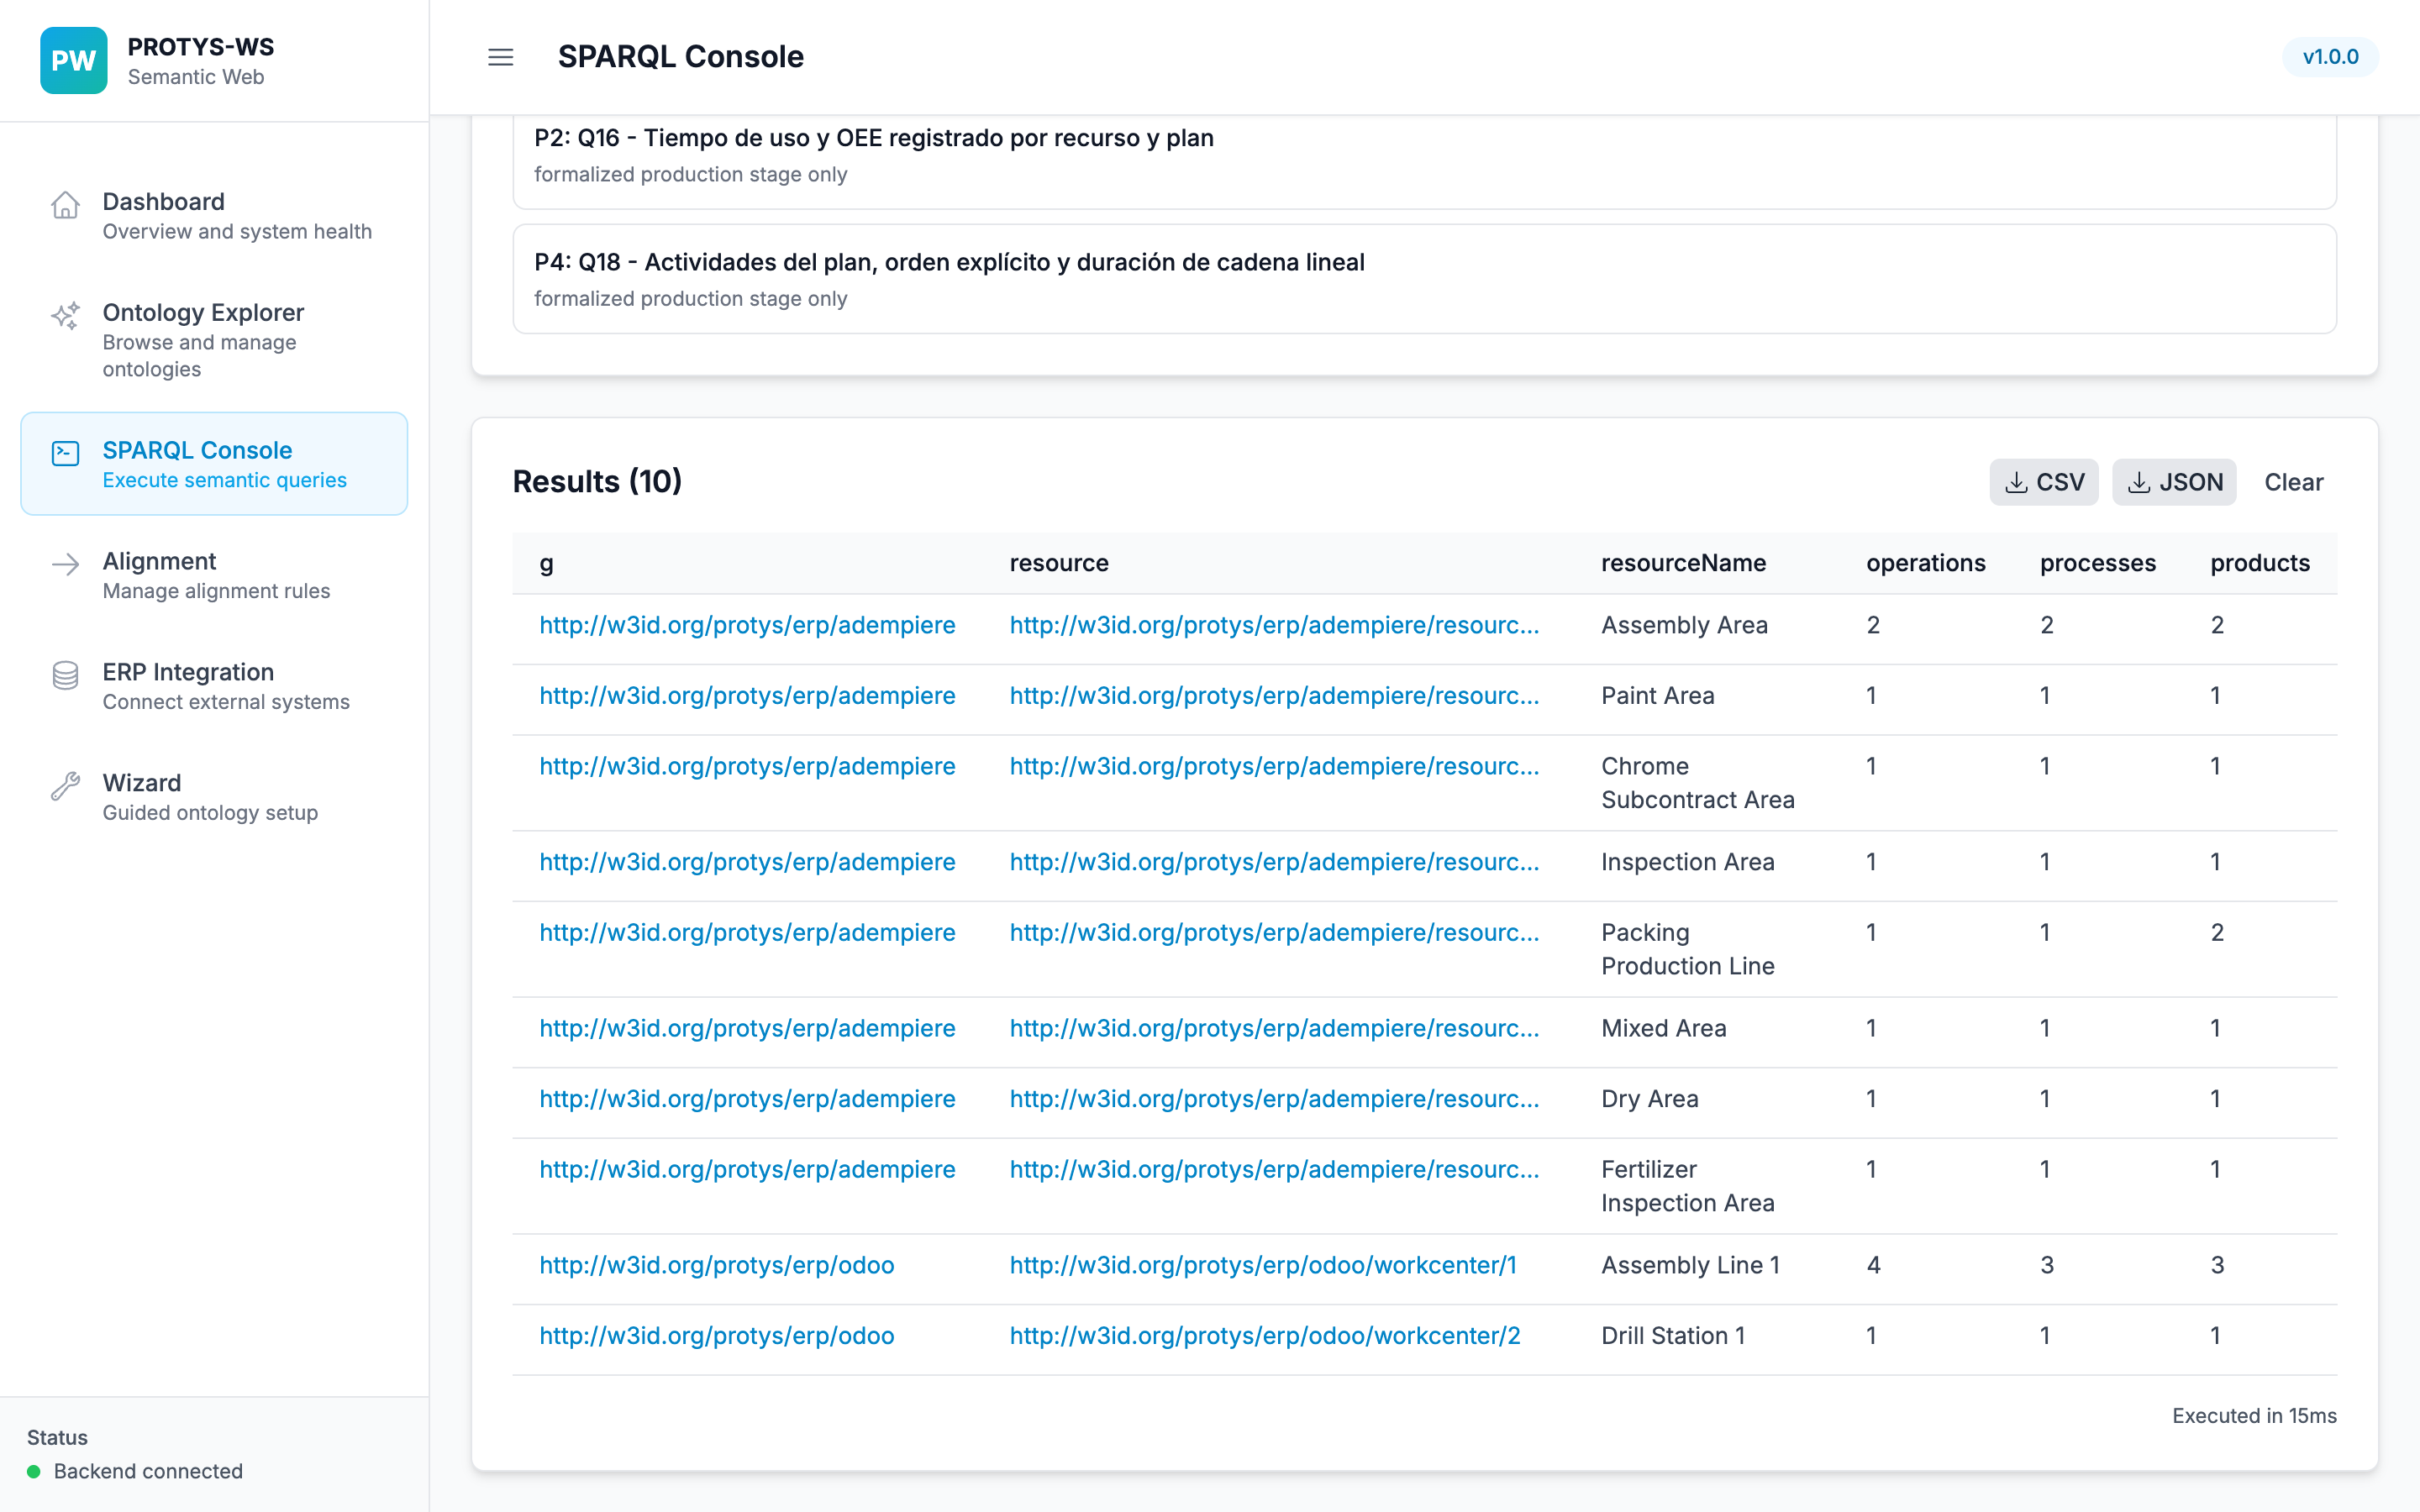 PW
PROTYS-WS
Semantic Web
Dashboard
Overview and system health
Ontology Explorer
Browse and manage
ontologies
SPARQL Console
Execute semantic queries
Alignment
Manage alignment rules
ERP Integration
Connect external systems
Wizard
Guided ontology setup
Status
Backend connected
SPARQL Console
v1.0.0
P2: Q16 - Tiempo de uso y OEE registrado por recurso y plan
formalized production stage only
P4: Q18 - Actividades del plan, orden explícito y duración de cadena lineal
formalized production stage only
Results (10)
CSV JSON Clear
g resource resourceName operations processes products
http://w3id.org/protys/erp/adempiere http://w3id.org/protys/erp/adempiere/resourc... Assembly Area 2 2 2
http://w3id.org/protys/erp/adempiere http://w3id.org/protys/erp/adempiere/resourc... Paint Area 1 1 1
http://w3id.org/protys/erp/adempiere http://w3id.org/protys/erp/adempiere/resourc... Chrome 1 1 1
Subcontract Area
http://w3id.org/protys/erp/adempiere http://w3id.org/protys/erp/adempiere/resourc... Inspection Area 1 1 1
http://w3id.org/protys/erp/adempiere http://w3id.org/protys/erp/adempiere/resourc... Packing 1 1 2
Production Line
http://w3id.org/protys/erp/adempiere http://w3id.org/protys/erp/adempiere/resourc... Mixed Area 1 1 1
http://w3id.org/protys/erp/adempiere http://w3id.org/protys/erp/adempiere/resourc... Dry Area 1 1 1
http://w3id.org/protys/erp/adempiere http://w3id.org/protys/erp/adempiere/resourc... Fertilizer 1 1 1
Inspection Area
http://w3id.org/protys/erp/odoo http://w3id.org/protys/erp/odoo/workcenter/1 Assembly Line 1 4 3 3
http://w3id.org/protys/erp/odoo http://w3id.org/protys/erp/odoo/workcenter/2 Drill Station 1 1 1 1
Executed in 15ms